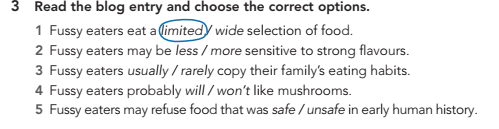 3 Read the blog entry and choose the correct options.
1 Fussy eaters eat a limited / wide selection of food.
2 Fussy eaters may be less / more sensitive to strong flavours.
3 Fussy eaters usually / rarely copy their family's eating habits.
4 Fussy eaters probably will / won't like mushrooms.
5 Fussy eaters may refuse food that was safe / unsafe in early human history.